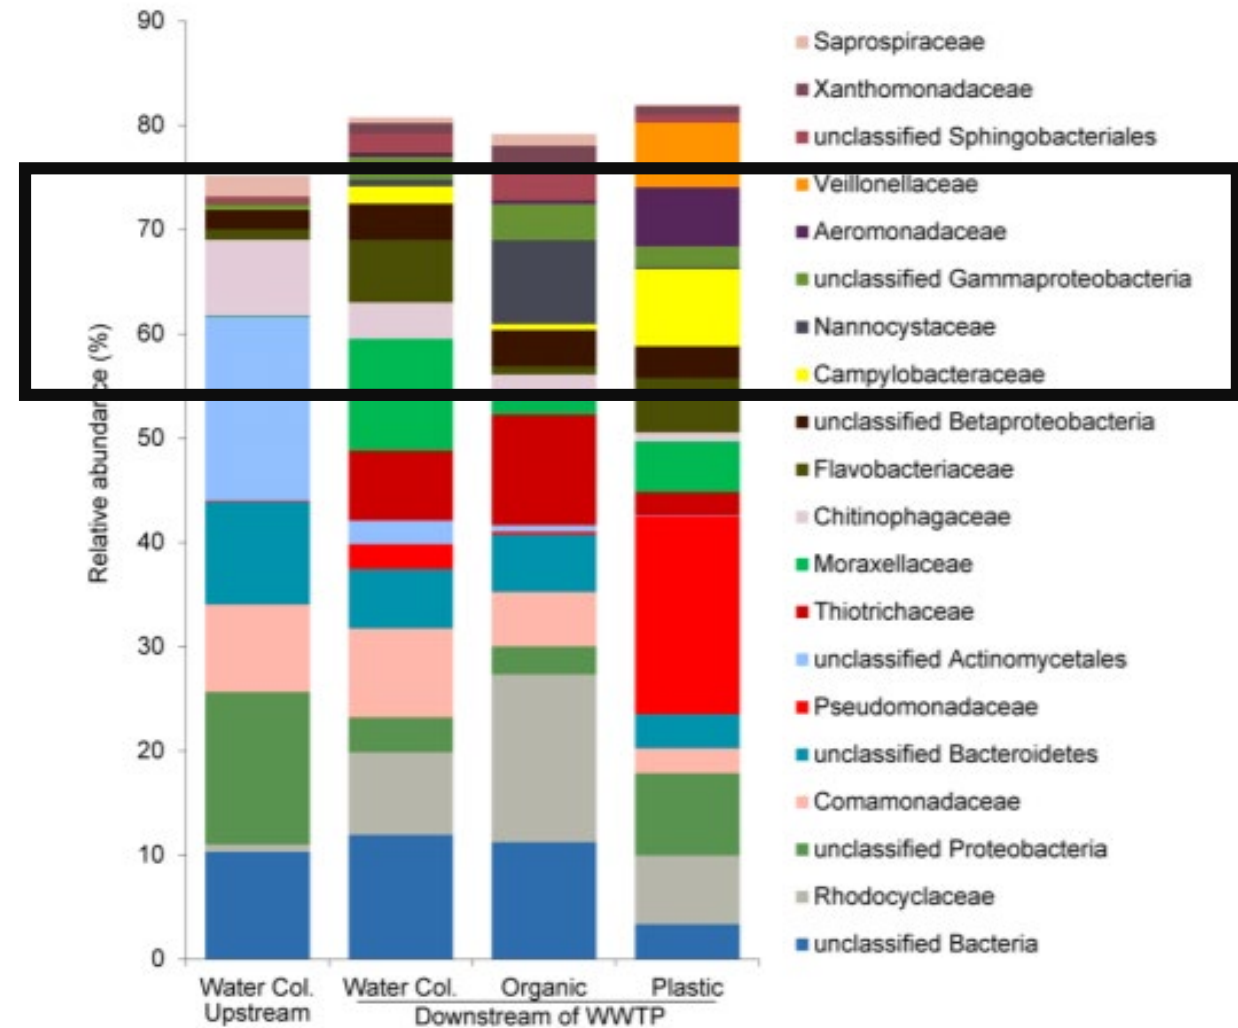 90
80
70
60
50
40
30
20
10
0
Relative abundance (%)
Saprospiraceae
Xanthomonadaceae
unclassified Sphingobacteriales
Veillonellaceae
Aeromonadaceae
unclassified Gammaproteobacteria
Nannocystaceae
Campylobacteraceae
unclassified Betaproteobacteria
Flavobacteriaceae
Chitinophagaceae
Moraxellaceae
Thiotrichaceae
unclassified Actinomycetales
Pseudomonadaceae
unclassified Bacteroidetes
Comamonadaceae
unclassified Proteobacteria
Rhodocyclaceae
unclassified Bacteria
Water Col. Water Col. Organic Plastic
Upstream Downstream of WWTP